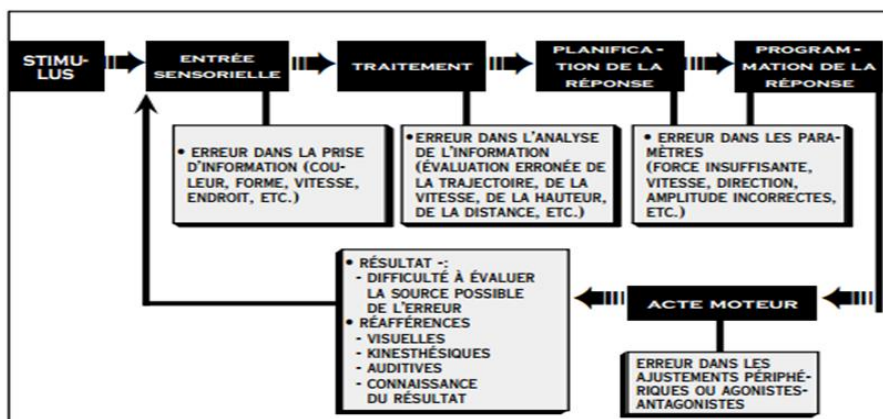 STIMU-
LUS
ENTRÉE
SENSORIELLE
TRAITEMENT
PLANIFICA-
TION DE LA
RÉPONSE
PROGRAM-
MATION DE LA
RÉPONSE
• ERREUR DANS LA PRISE
D'INFORMATION (COU-
LEUR, FORME, VITESSE,
ENDROIT, ETC.)
• ERREUR DANS L'ANALYSE
DE L'INFORMATION
(ÉVALUATION ERRONÉE DE
LA TRAJECTOIRE, DE LA
VITESSE, DE LA HAUTEUR,
DE LA DISTANCE, ETC.)
• ERREUR DANS LES PARA-
MÈTRES
(FORCE INSUFFISANTE,
VITESSE, DIRECTION,
AMPLITUDE INCORRECTES,
ETC.)
• RÉSULTAT -:
- DIFFICULTÉ À ÉVALUER
LA SOURCE POSSIBLE
DE L'ERREUR
• RÉAFFÉRENCES
- VISUELLES
- KINESTHÉSIQUES
- AUDITIVES
- CONNAISSANCE
DU RÉSULTAT
ACTE MOTEUR
ERREUR DANS LES
AJUSTEMENTS PÉRIPHÉ-
RIQUES OU AGONISTES-
ANTAGONISTES